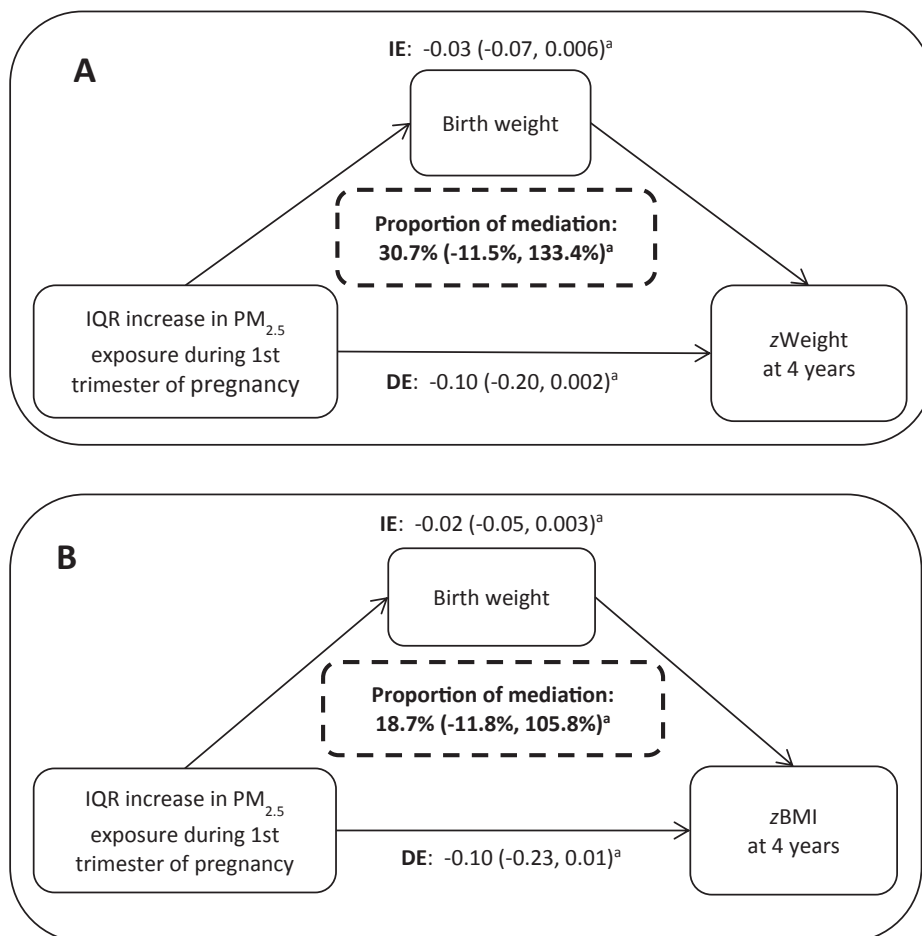 A
IE: -0.03 (-0.07, 0.006)ᵃ
Birth weight
Proportion of mediation:
30.7% (-11.5%, 133.4%)ᵃ
IQR increase in PM₂.₅
exposure during 1st
trimester of pregnancy
zWeight
at 4 years
DE: -0.10 (-0.20, 0.002)ᵃ
B
IE: -0.02 (-0.05, 0.003)ᵃ
Birth weight
Proportion of mediation:
18.7% (-11.8%, 105.8%)ᵃ
IQR increase in PM₂.₅
exposure during 1st
trimester of pregnancy
zBMI
at 4 years
DE: -0.10 (-0.23, 0.01)ᵃ